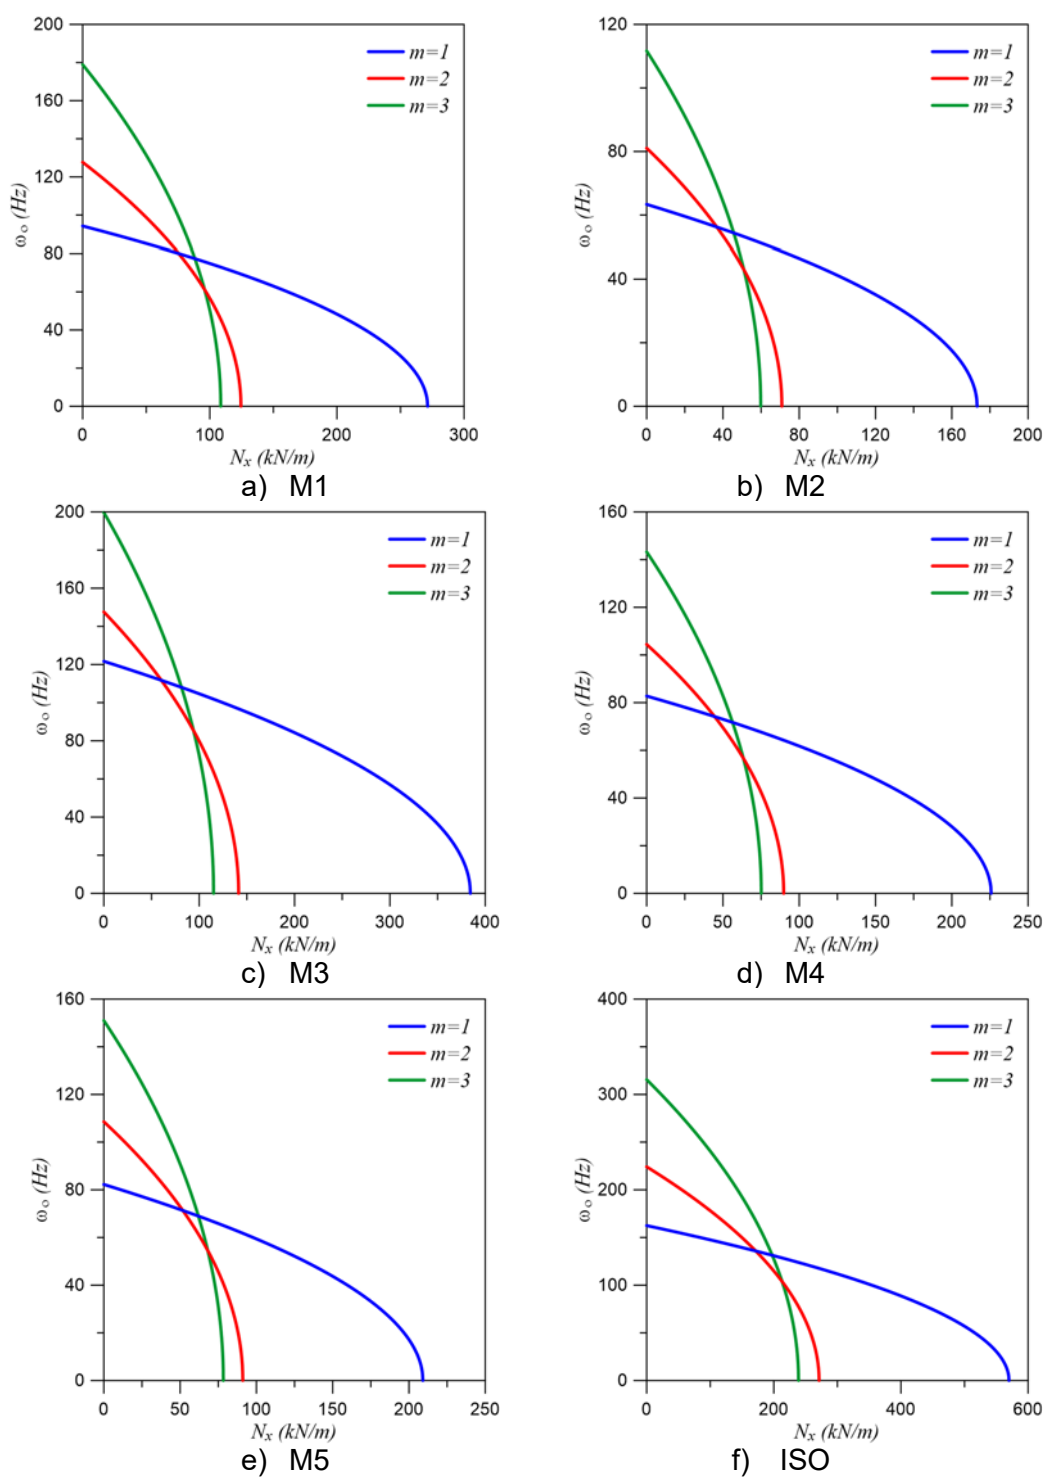 200
160
120
80
40
0
ω₀ (Hz)
m=1
m=2
m=3
0 100 200 300
Nₓ (kN/m)
a) M1
120
80
40
0
ω₀ (Hz)
m=1
m=2
m=3
0 40 80 120 160 200
Nₓ (kN/m)
b) M2
200
160
120
80
40
0
ω₀ (Hz)
m=1
m=2
m=3
0 100 200 300 400
Nₓ (kN/m)
c) M3
160
120
80
40
0
ω₀ (Hz)
m=1
m=2
m=3
0 50 100 150 200 250
Nₓ (kN/m)
d) M4
160
120
80
40
0
ω₀ (Hz)
m=1
m=2
m=3
0 50 100 150 200 250
Nₓ (kN/m)
e) M5
400
300
200
100
0
ω₀ (Hz)
m=1
m=2
m=3
0 200 400 600
Nₓ (kN/m)
f) ISO